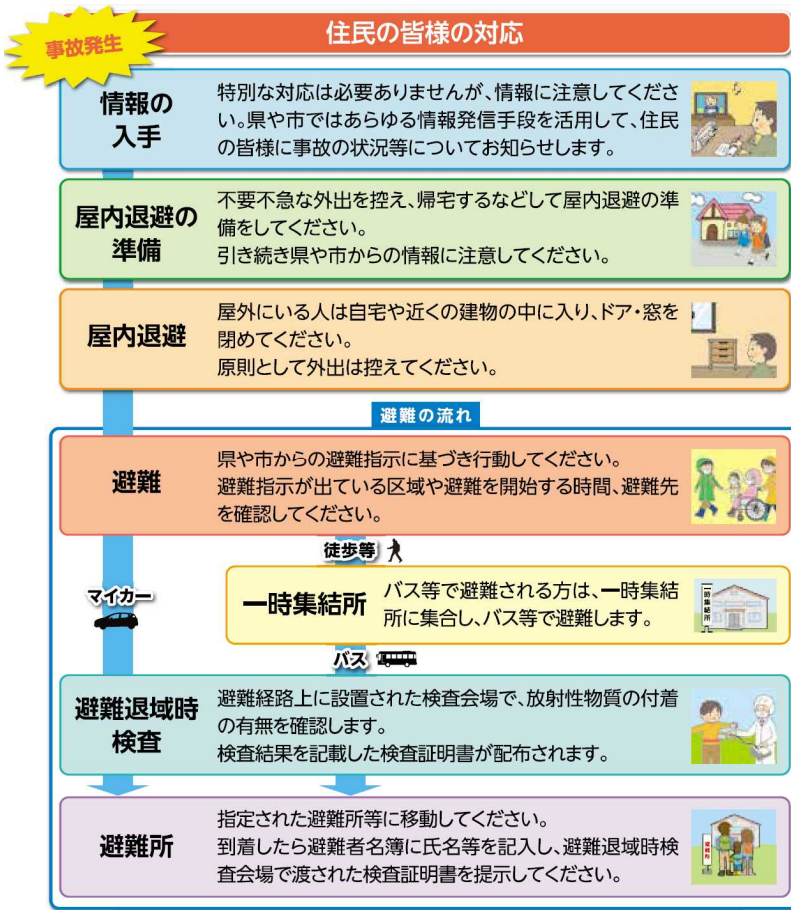 事故発生
住民の皆様の対応
情報の
入手
特別な対応は必要ありませんが、情報に注意してくださ
い。県や市ではあらゆる情報発信手段を活用して、住民
の皆様に事故の状況等についてお知らせします。
屋内退避の
準備
不要不急な外出を控え、帰宅するなどして屋内退避の準
備をしてください。
引き続き県や市からの情報に注意してください。
屋内退避
屋外にいる人は自宅や近くの建物の中に入り、ドア・窓を
閉めてください。
原則として外出は控えてください。
避難の流れ
避難
県や市からの避難指示に基づき行動してください。
避難指示が出ている区域や避難を開始する時間、避難先
を確認してください。
徒歩等
マイカー
一時集結所
バス等で避難される方は、一時集結
所に集合し、バス等で避難します。
一時集結所
バス
避難退域時
検査
避難経路上に設置された検査会場で、放射性物質の付着
の有無を確認します。
検査結果を記載した検査証明書が配布されます。
避難所
指定された避難所等に移動してください。
到着したら避難者名簿に氏名等を記入し、避難退域時検
査会場で渡された検査証明書を提示してください。
避難所